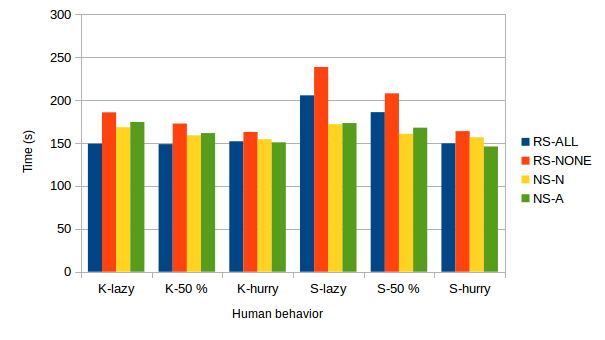 300
250
200
150
100
50
0
Time (s)
K-lazy K-50 % K-hurry S-lazy S-50 % S-hurry
Human behavior
RS-ALL
RS-NONE
NS-N
NS-A